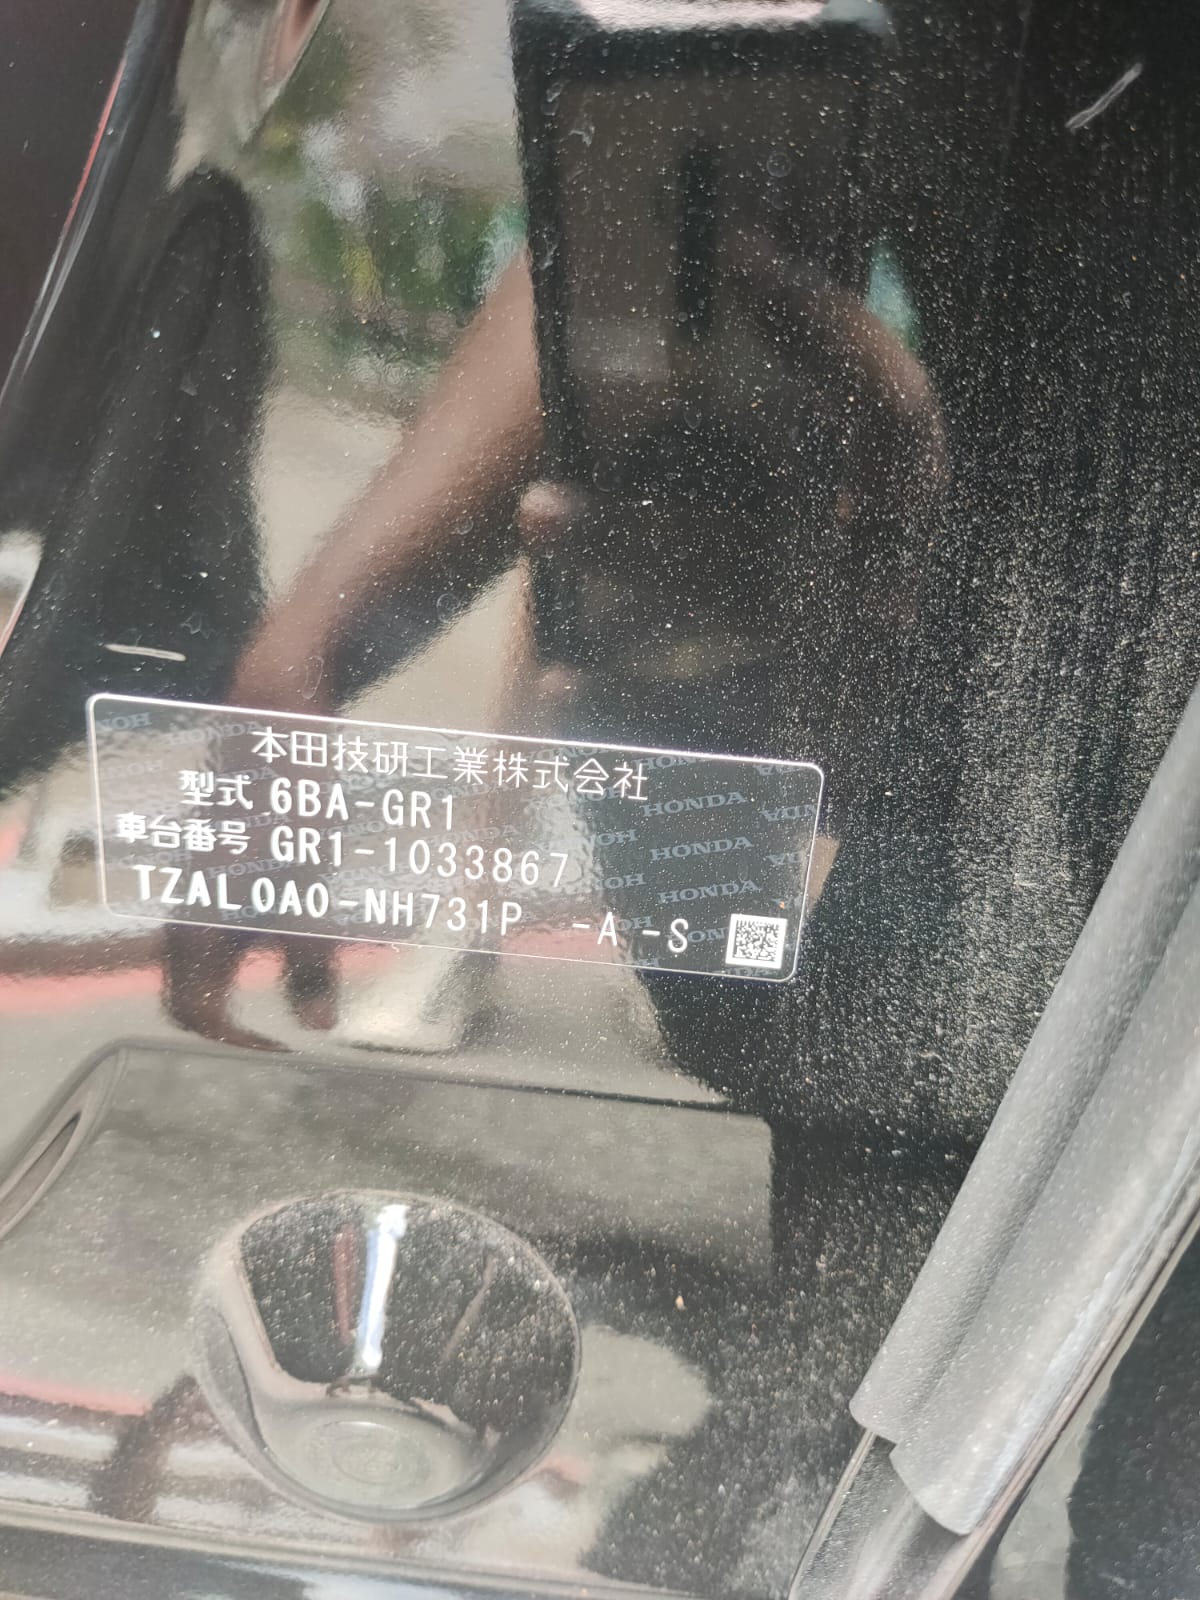 本田技研工業株式会社
型式 6BA-GR1
車台番号 GR1-1033867
TZAL0A0-NH731P -A -S
HONDA